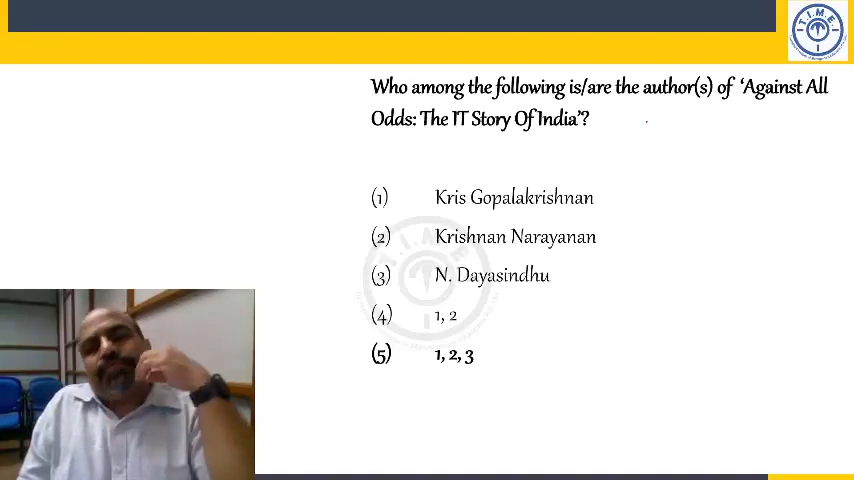 T.I.M.E.
Who among the following is/are the author(s) of ‘Against All
Odds: The IT Story Of India’?
(1) Kris Gopalakrishnan
(2) Krishnan Narayanan
(3) N. Dayasindhu
(4) 1, 2
(5) 1, 2, 3